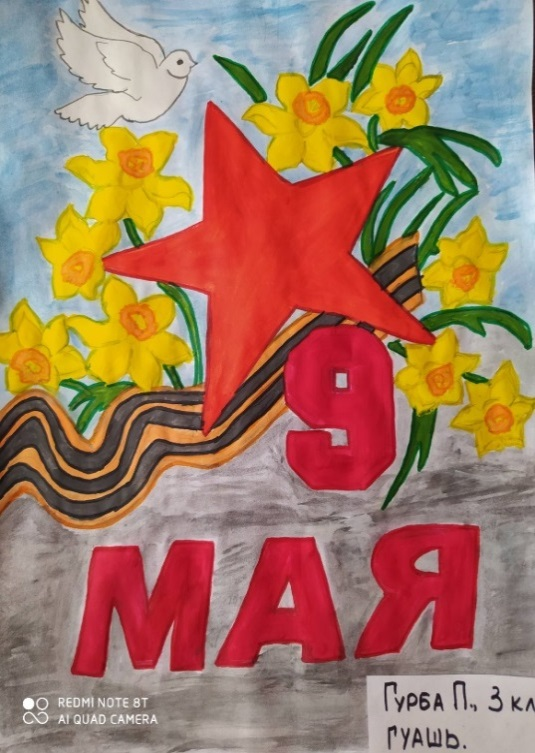 9
МАЯ
ГУРБА П., 3 КЛ
ГУАШЬ.
REDMI NOTE 8T
AI QUAD CAMERA